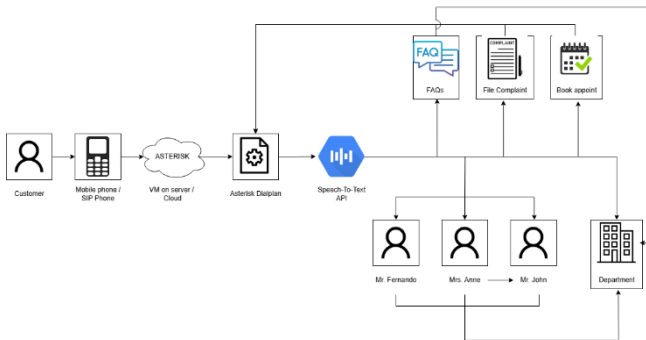 FAQ
COMPLAINT
FAQs
File Complaint
Book appoint
ASTERISK
Customer
Mobile phone /
SIP Phone
VM on server /
Cloud
Asterisk Dialplan
Speech-To-Text
API
Mr. Fernando
Mrs. Anne
Mr. John
Department